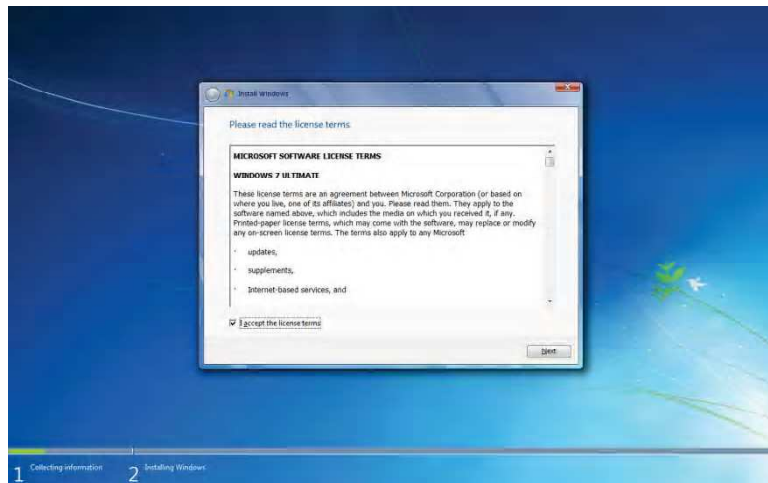 Install Windows
Please read the license terms
MICROSOFT SOFTWARE LICENSE TERMS
WINDOWS 7 ULTIMATE
These license terms are an agreement between Microsoft Corporation (or based on
where you live, one of its affiliates) and you. Please read them. They apply to the
software named above, which includes the media on which you received it, if any.
Printed-paper license terms, which may come with the software, may replace or modify
any on-screen license terms. The terms also apply to any Microsoft
· updates,
· supplements,
· Internet-based services, and
I accept the license terms
Next
1 Collecting information 2 Installing Windows